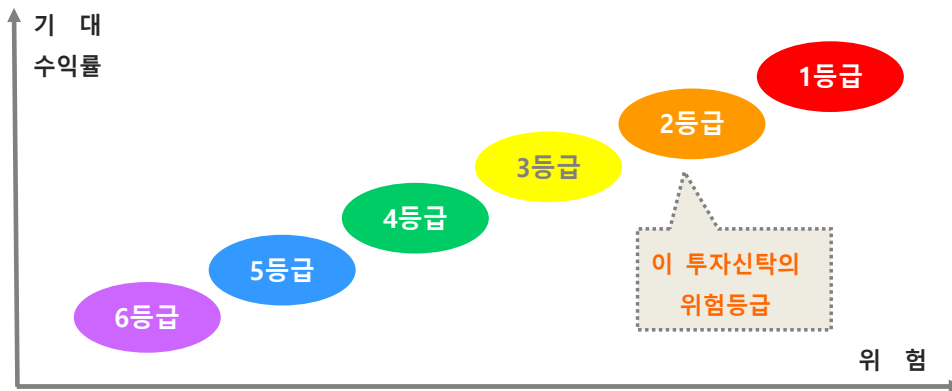 기 대
수익률
1등급
2등급
3등급
4등급
5등급
6등급
이 투자신탁의
위험등급
위 험